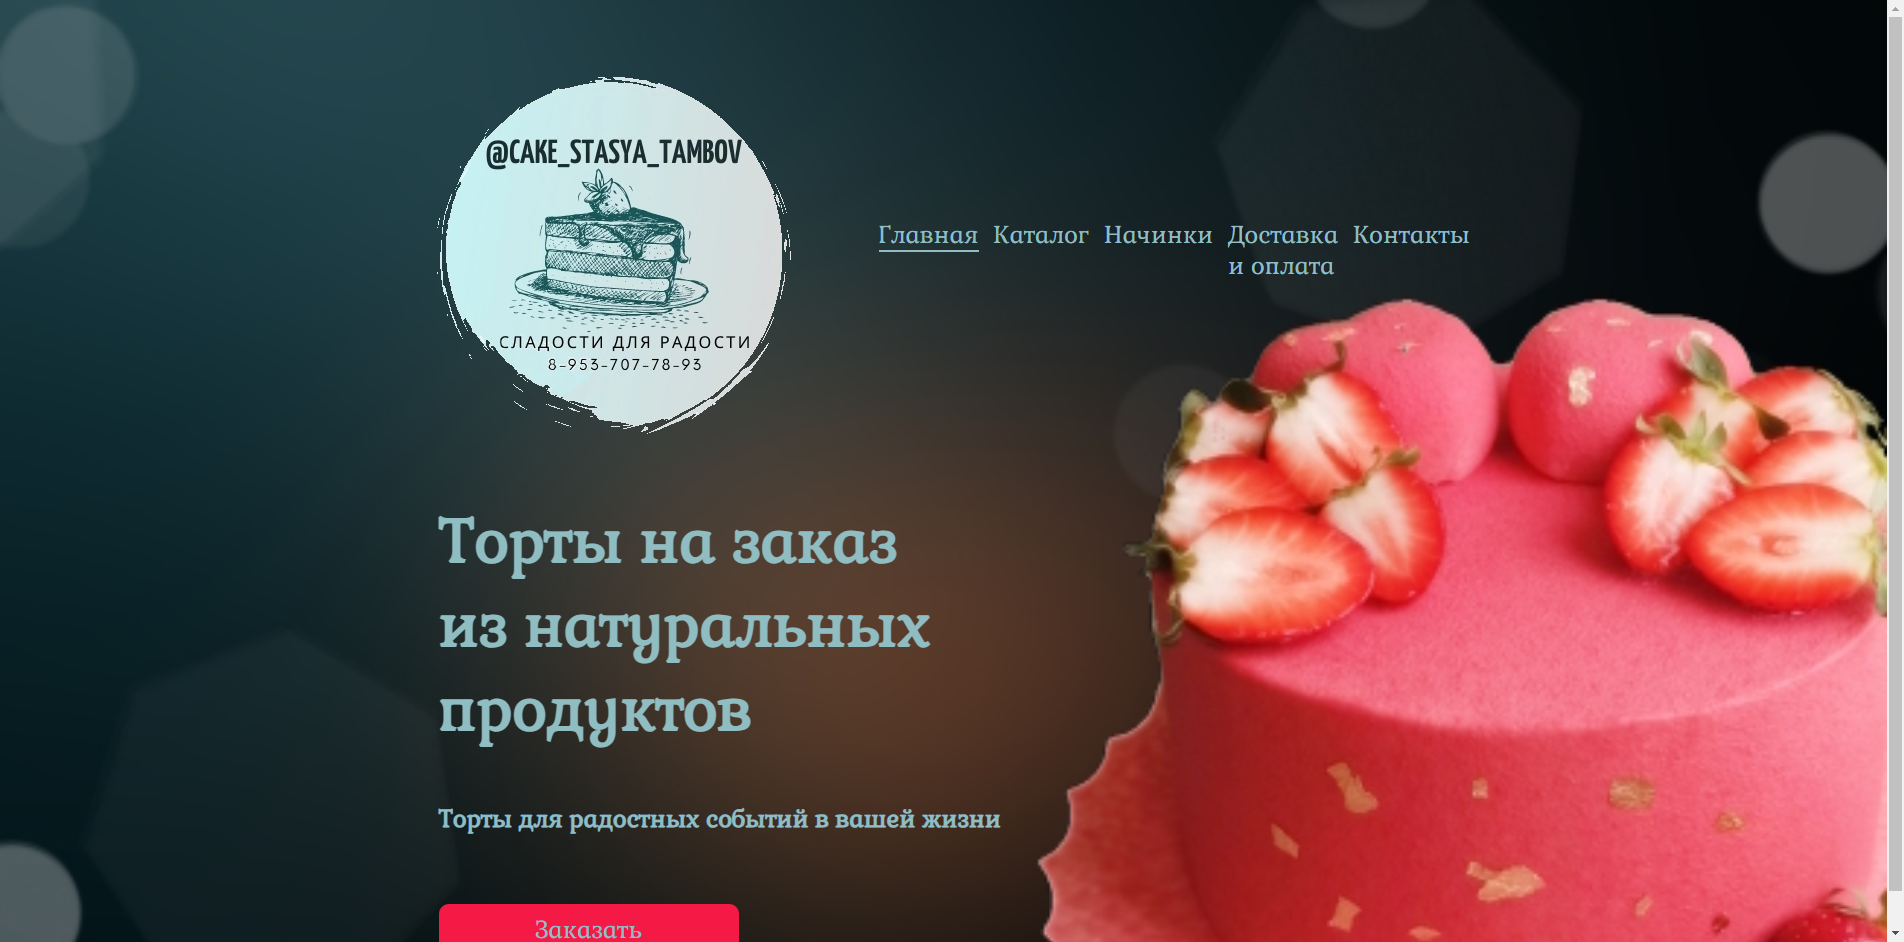 @CAKE_STASYA_TAMBOV
СЛАДОСТИ ДЛЯ РАДОСТИ
8-953-707-78-93
Главная Каталог Начинки Доставка Контакты
и оплата
Торты на заказ
из натуральных
продуктов
Торты для радостных событий в вашей жизни
Заказать